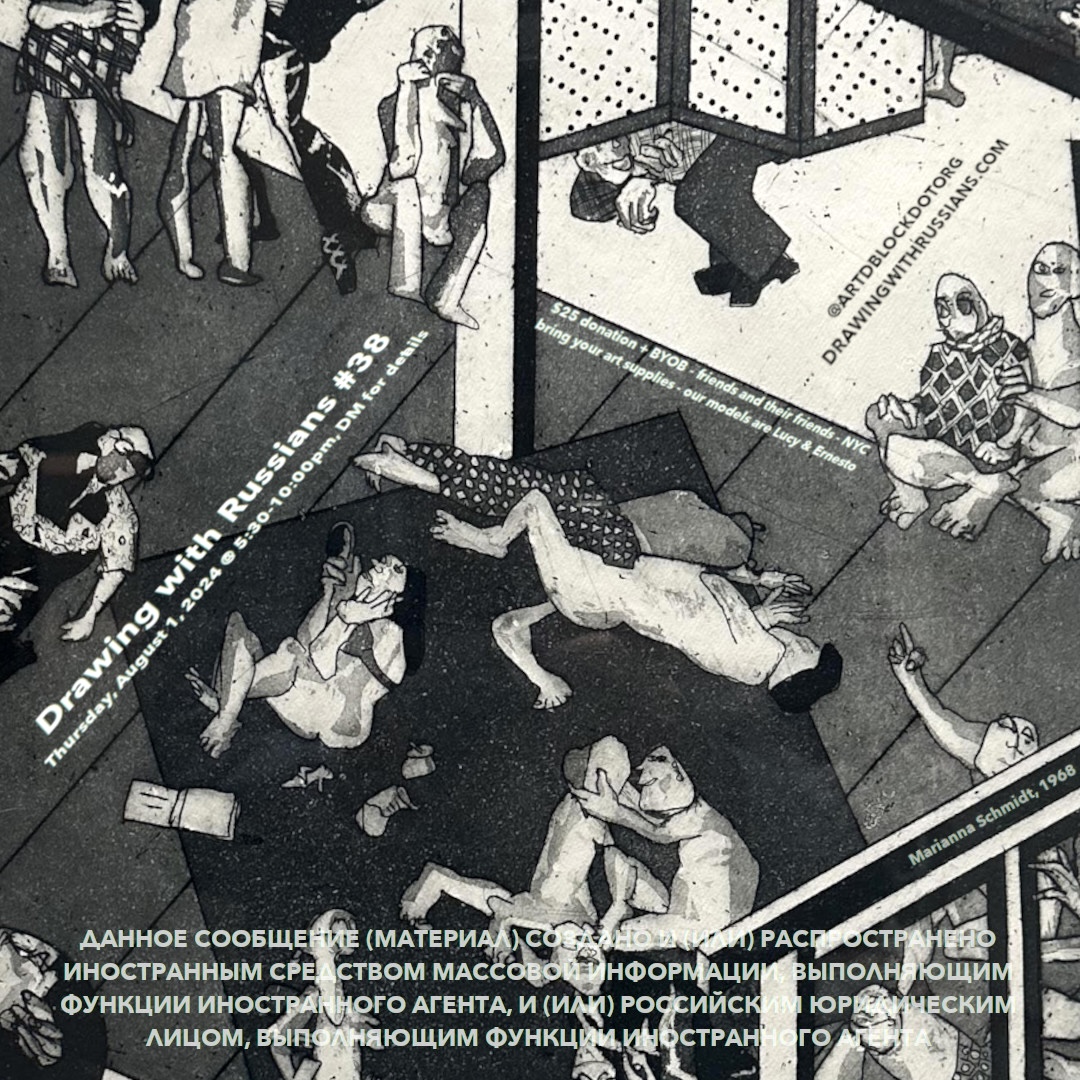 @ARTDBLOCKDOTORG
DRAWINGWITHRUSSIANS.COM
$25 donation + BYOB - friends and their friends - NYC
bring your art supplies - our models are Lucy & Ernesto
Drawing with Russians #38
Thursday, August 1, 2024 @ 5:30-10:00pm, DM for details
Marianna Schmidt, 1968
ДАННОЕ СООБЩЕНИЕ (МАТЕРИАЛ) СОЗДАНО И (ИЛИ) РАСПРОСТРАНЕНО
ИНОСТРАННЫМ СРЕДСТВОМ МАССОВОЙ ИНФОРМАЦИИ, ВЫПОЛНЯЮЩИМ
ФУНКЦИИ ИНОСТРАННОГО АГЕНТА, И (ИЛИ) РОССИЙСКИМ ЮРИДИЧЕСКИМ
ЛИЦОМ, ВЫПОЛНЯЮЩИМ ФУНКЦИИ ИНОСТРАННОГО АГЕНТА